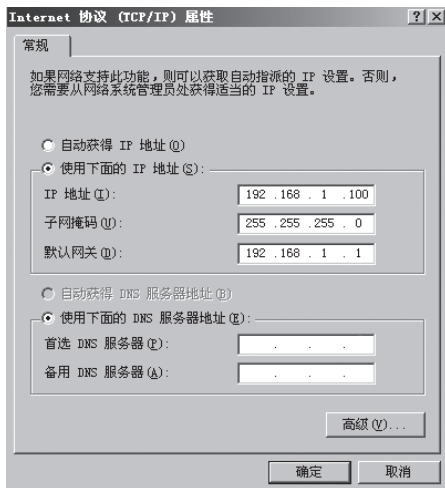 Internet 协议 (TCP/IP) 属性
常规
如果网络支持此功能，则可以获取自动指派的 IP 设置。否则，
您需要从网络系统管理员处获得适当的 IP 设置。
自动获得 IP 地址(O)
使用下面的 IP 地址(S):
IP 地址(I): 192 .168 . 1 .100
子网掩码(U): 255 .255 .255 . 0
默认网关(D): 192 .168 . 1 . 1
自动获得 DNS 服务器地址(B)
使用下面的 DNS 服务器地址(E):
首选 DNS 服务器(P): . . .
备用 DNS 服务器(A): . . .
高级(V)...
确定 取消